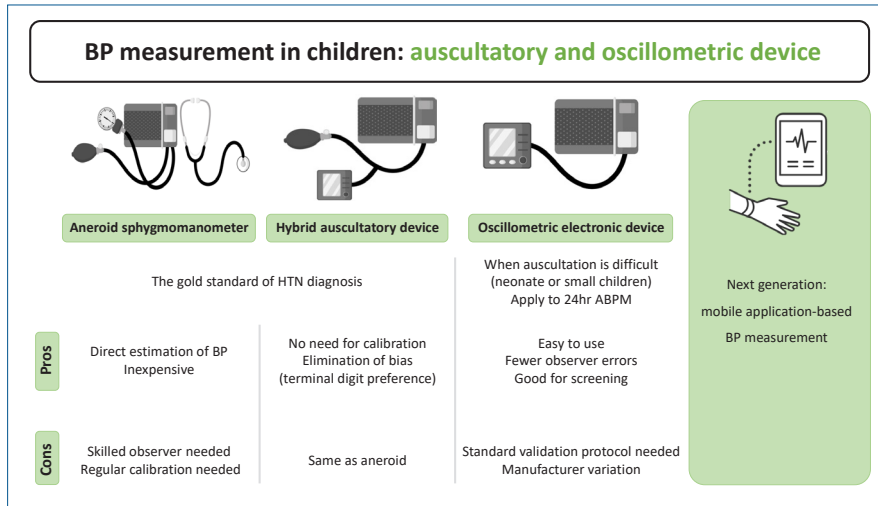 BP measurement in children: auscultatory and oscillometric device
Aneroid sphygmomanometer
Hybrid auscultatory device
Oscillometric electronic device
The gold standard of HTN diagnosis
When auscultation is difficult
(neonate or small children)
Apply to 24hr ABPM
Pros
Direct estimation of BP
Inexpensive
No need for calibration
Elimination of bias
(terminal digit preference)
Easy to use
Fewer observer errors
Good for screening
Cons
Skilled observer needed
Regular calibration needed
Same as aneroid
Standard validation protocol needed
Manufacturer variation
Next generation:
mobile application-based
BP measurement